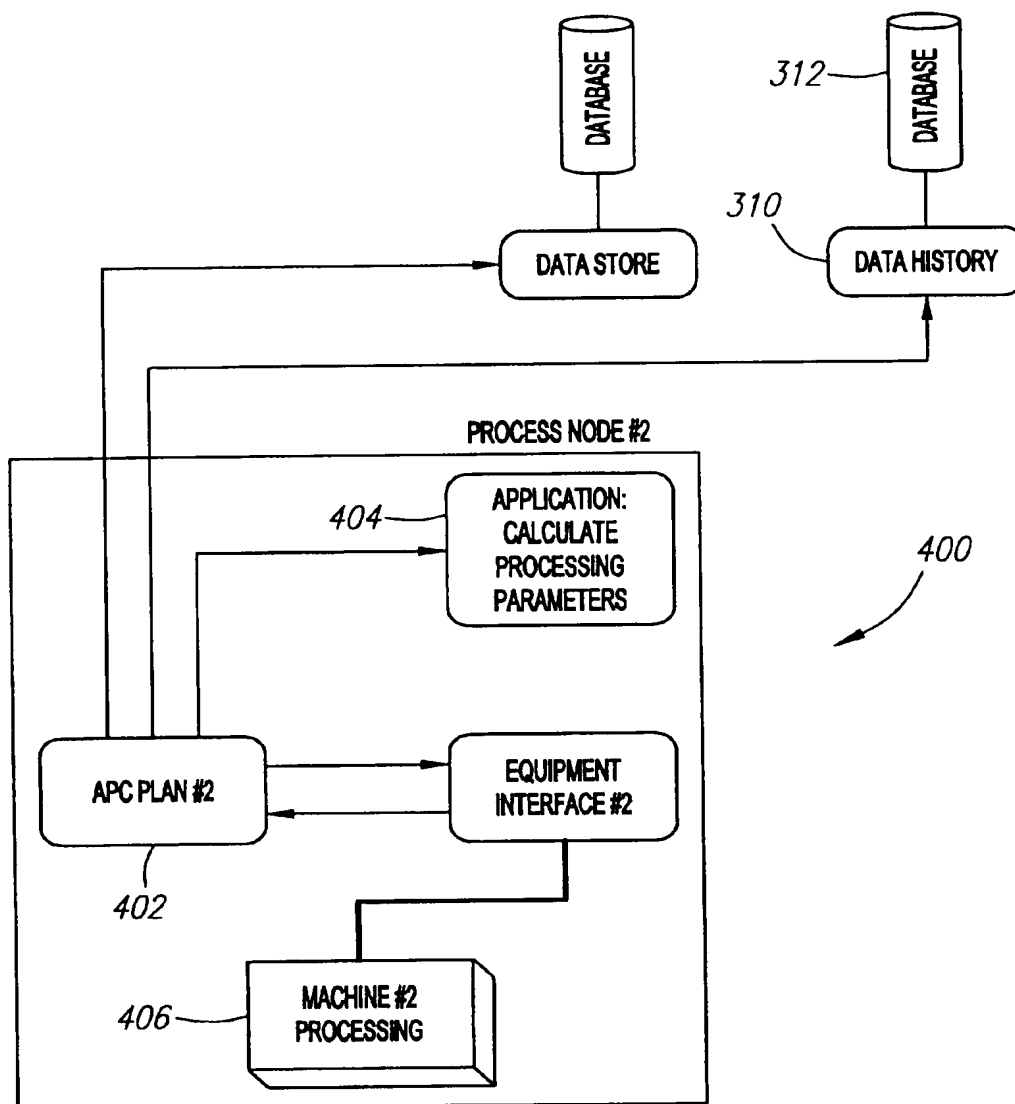 DATABASE
312
DATABASE
310
DATA STORE
DATA HISTORY
PROCESS NODE #2
404
APPLICATION:
CALCULATE
PROCESSING
PARAMETERS
400
APC PLAN #2
EQUIPMENT
INTERFACE #2
402
406
MACHINE #2
PROCESSING